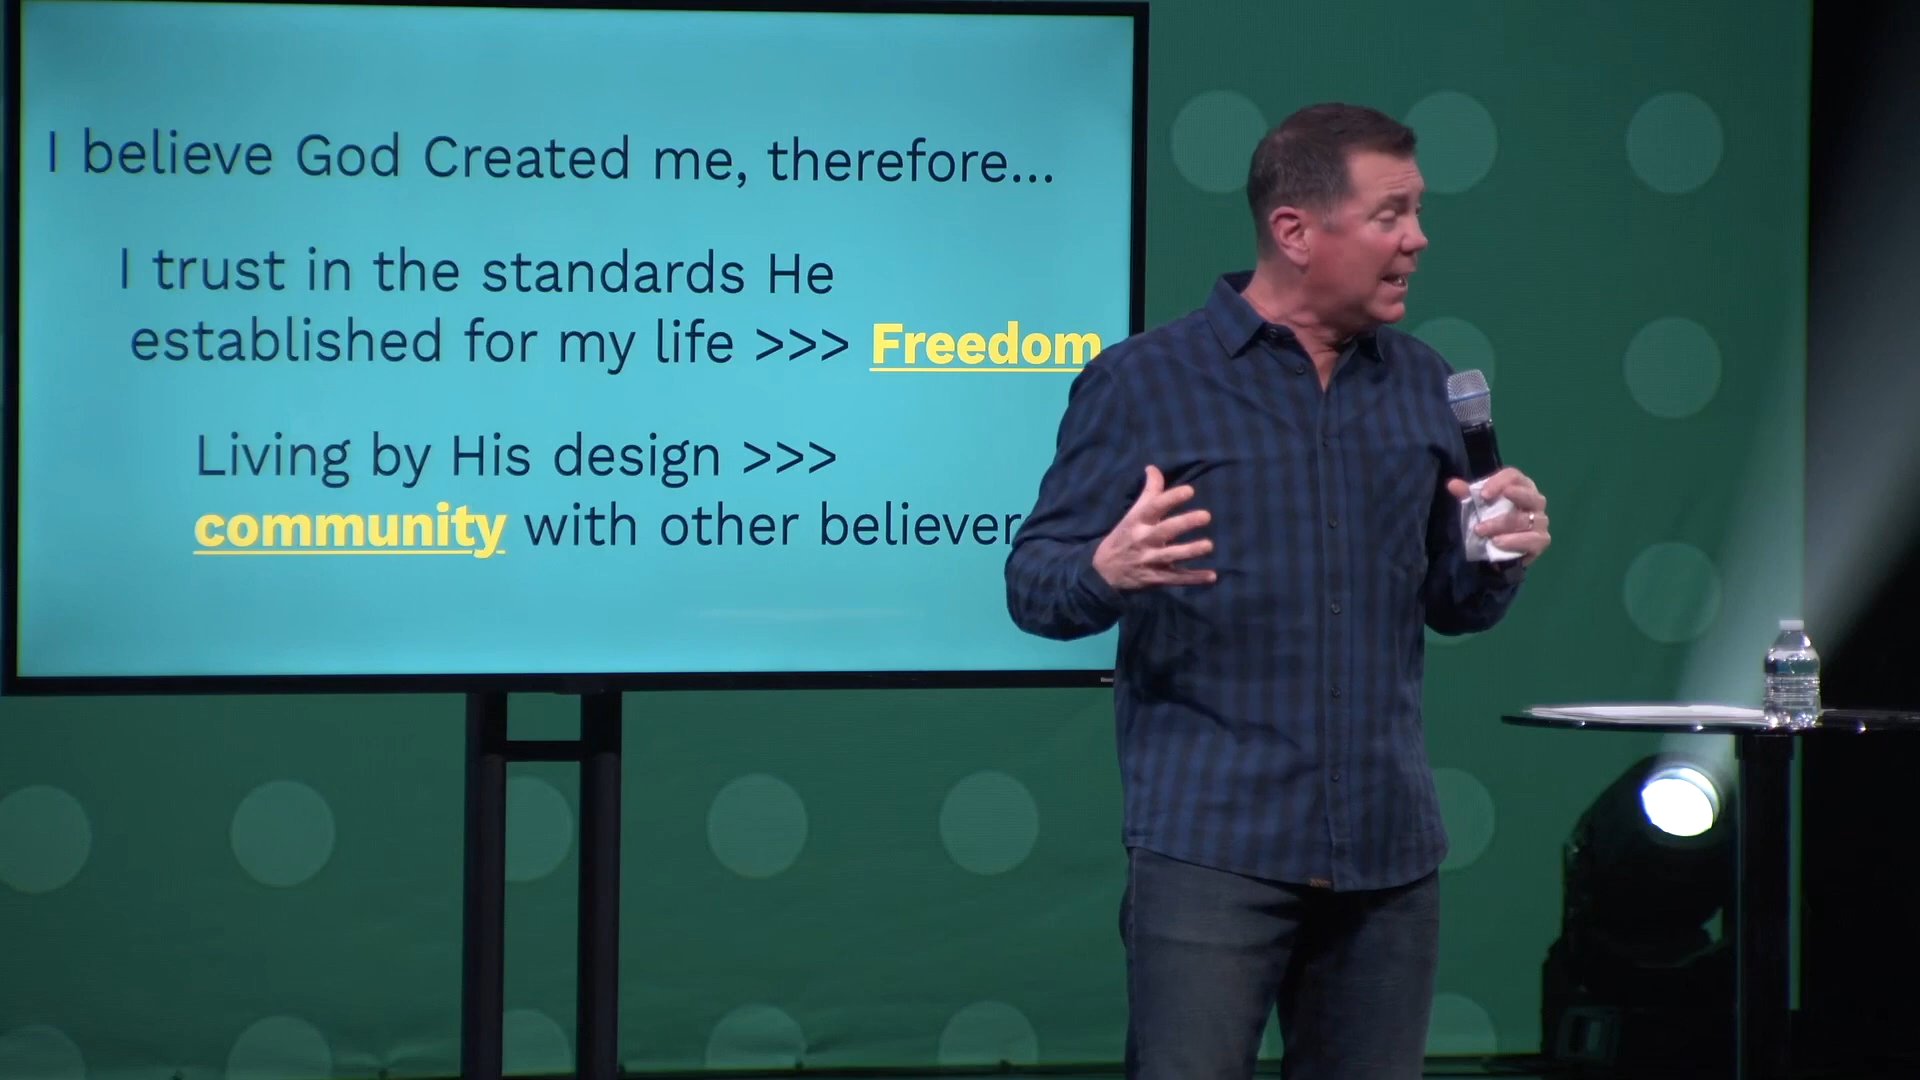 I believe God Created me, therefore...
I trust in the standards He
established for my life >>> Freedom
Living by His design >>>
community with other believer